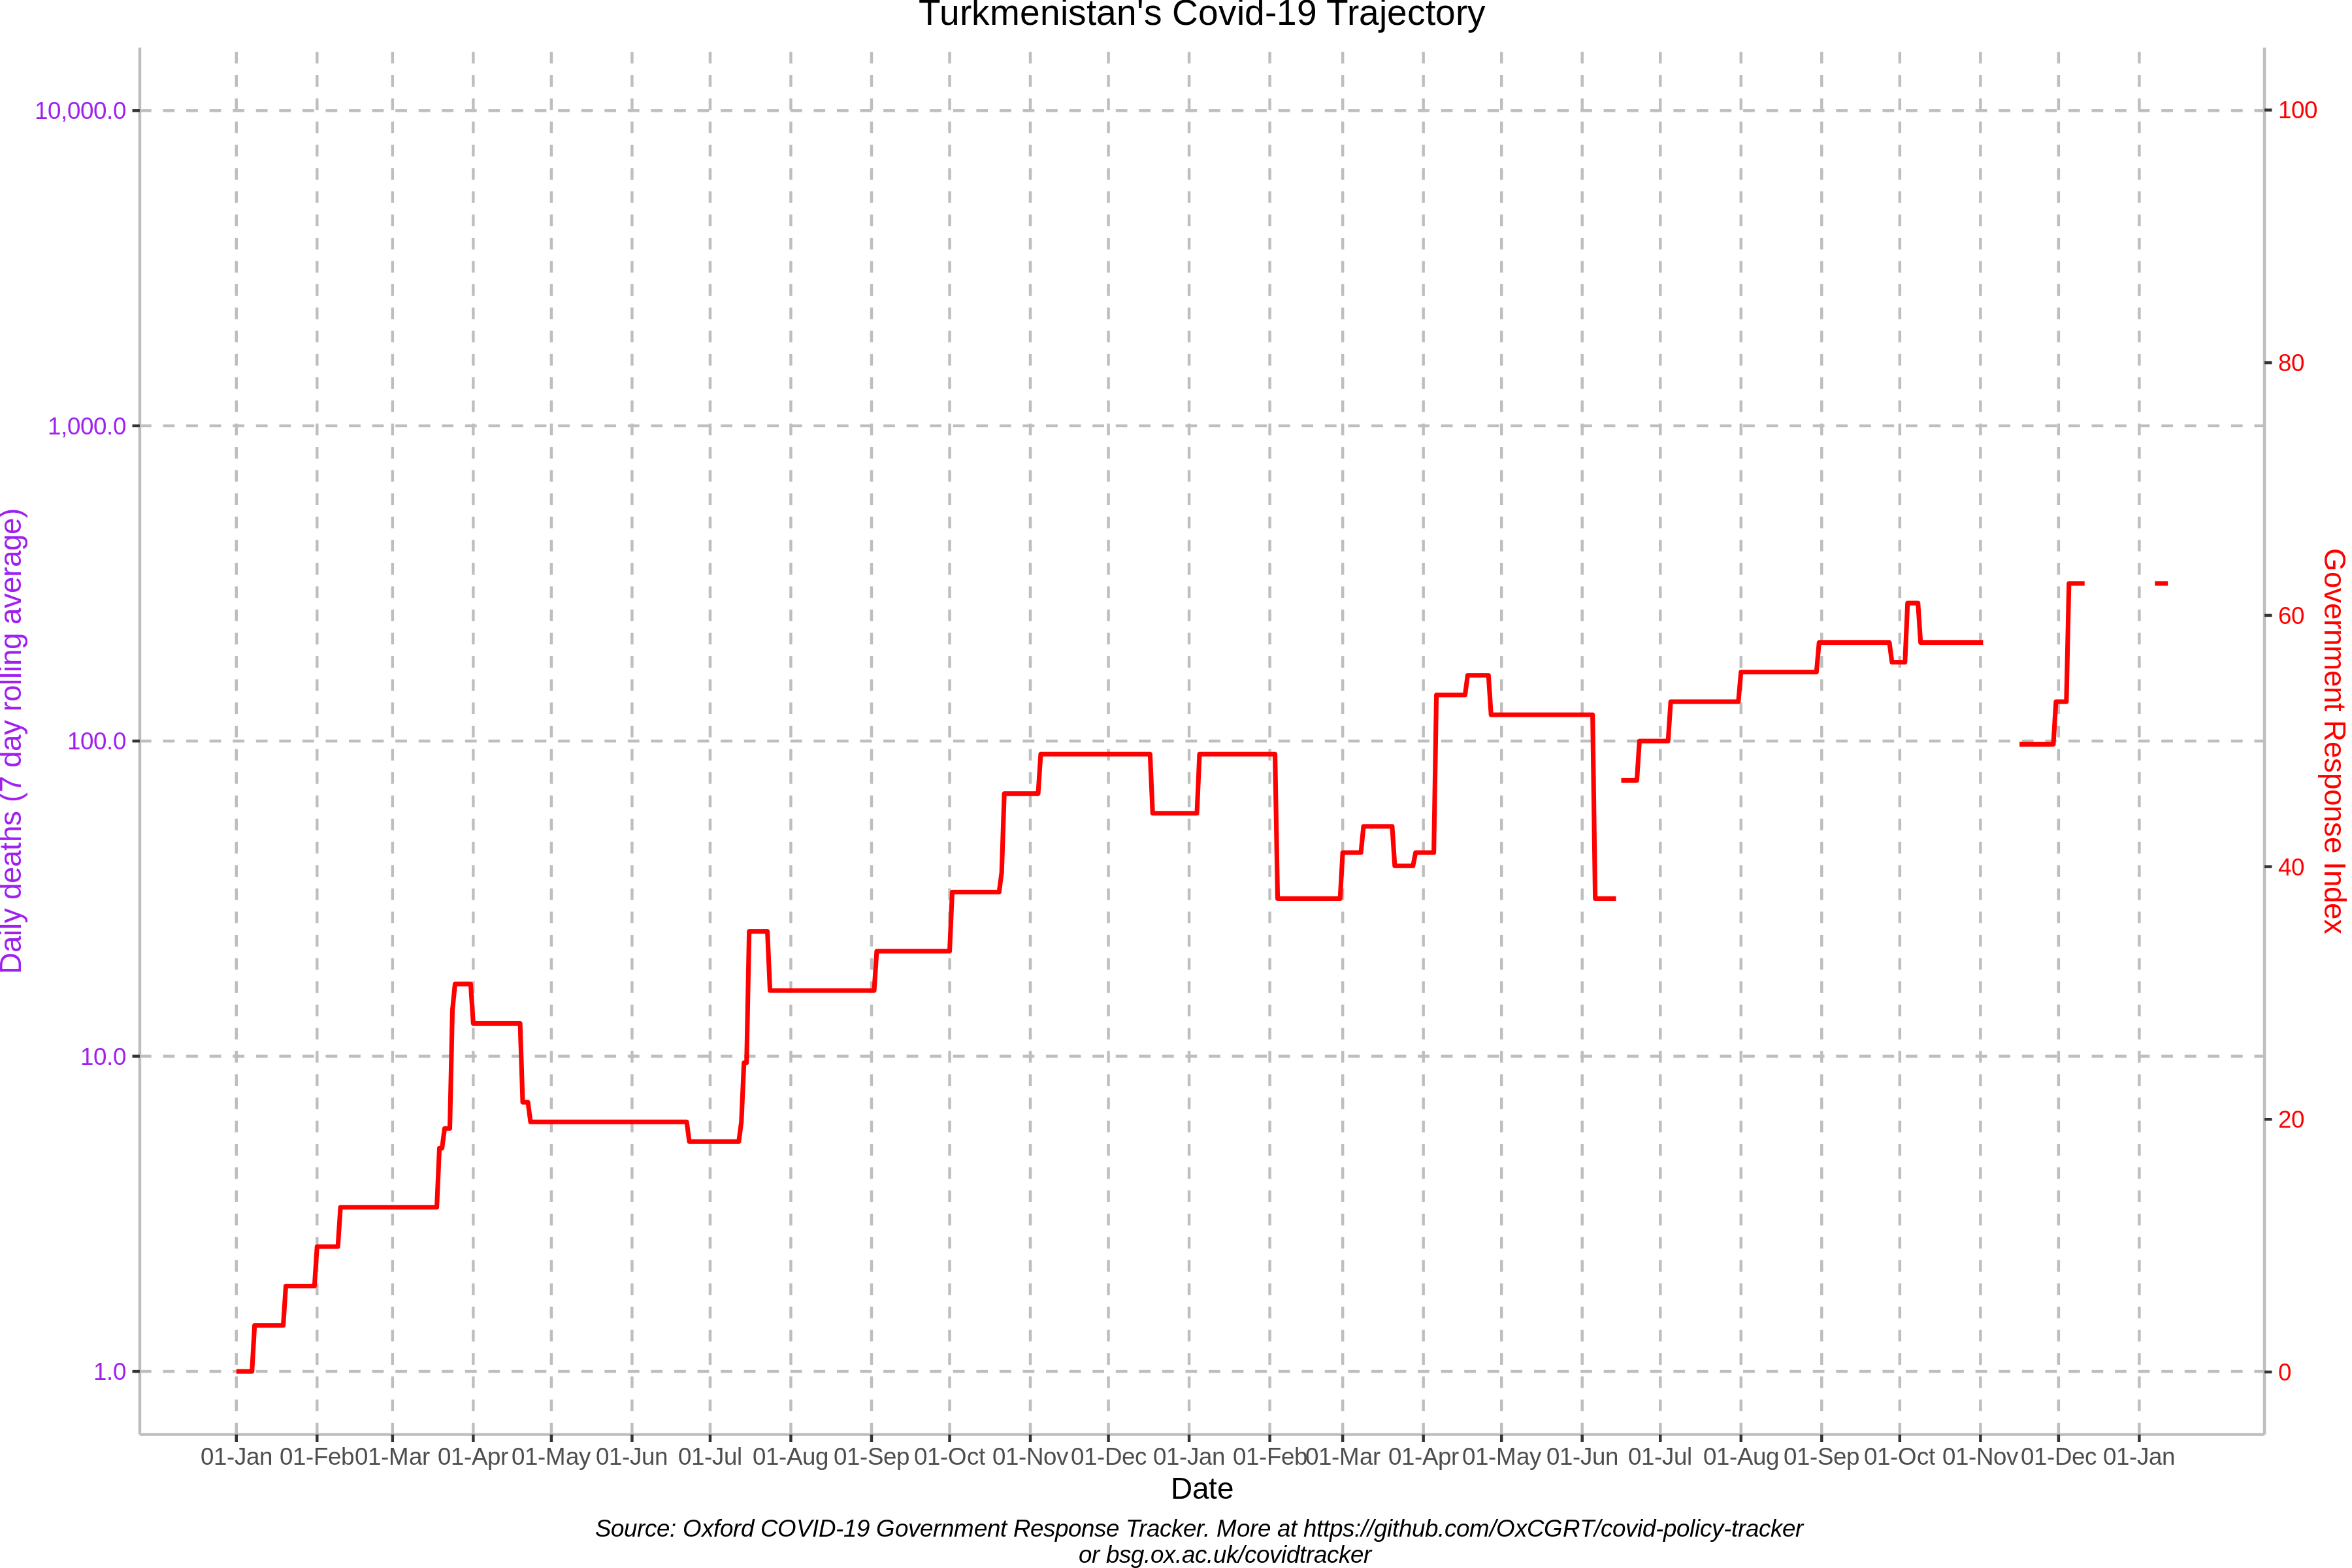 Turkmenistan's Covid-19 Trajectory
10,000.0
1,000.0
100.0
10.0
1.0
Daily deaths (7 day rolling average)
100
80
60
40
20
0
Government Response Index
01-Jan 01-Feb 01-Mar 01-Apr 01-May 01-Jun 01-Jul 01-Aug 01-Sep 01-Oct 01-Nov 01-Dec 01-Jan 01-Feb 01-Mar 01-Apr 01-May 01-Jun 01-Jul 01-Aug 01-Sep 01-Oct 01-Nov 01-Dec 01-Jan
Date
Source: Oxford COVID-19 Government Response Tracker. More at https://github.com/OxCGRT/covid-policy-tracker
or bsg.ox.ac.uk/covidtracker